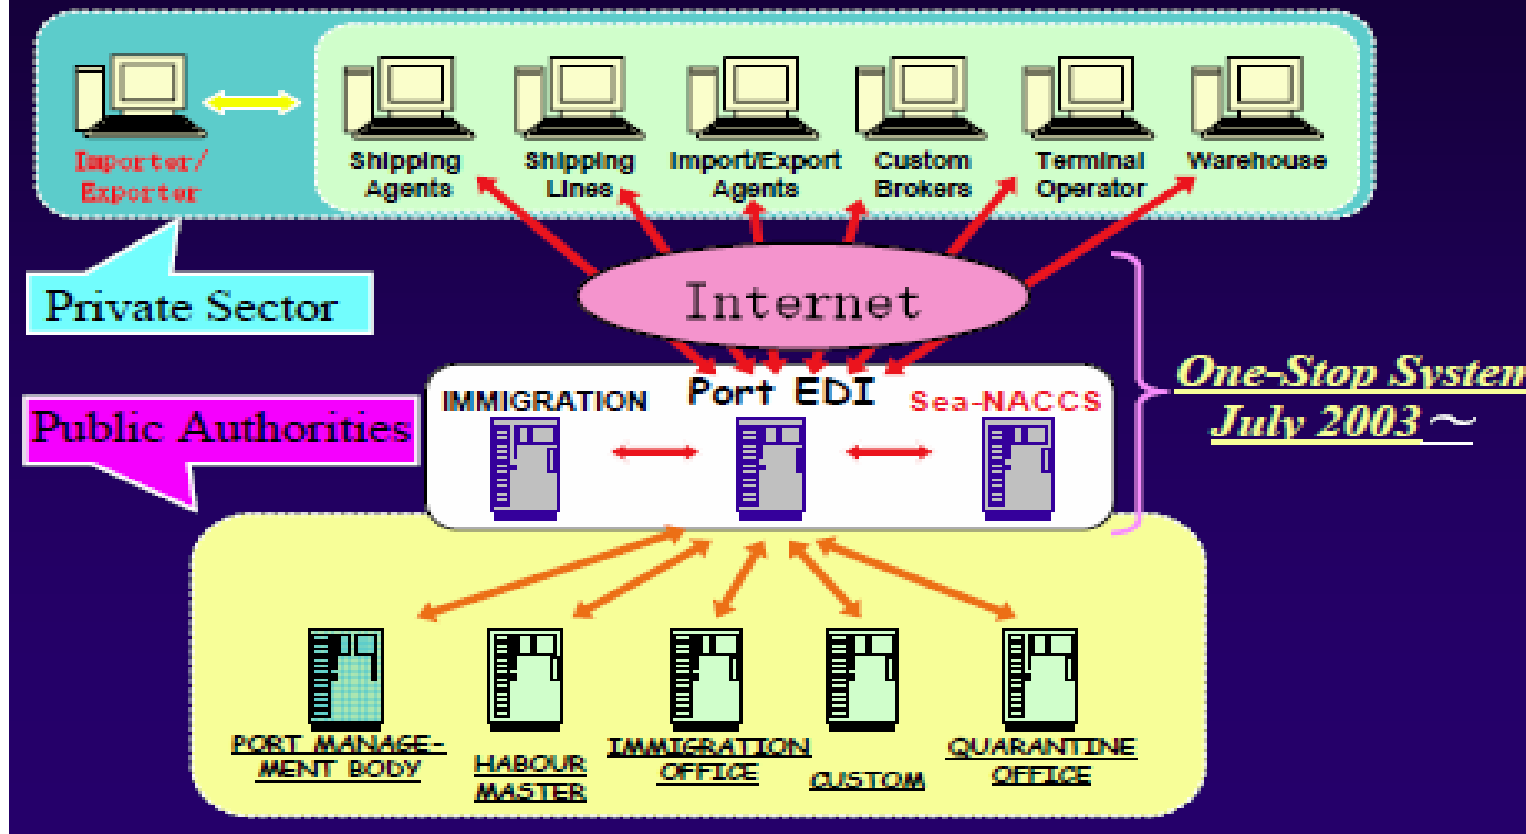 Importer/
Exporter
Shipping
Agents
Shipping
Lines
Import/Export
Agents
Custom
Brokers
Terminal
Operator
Warehouse
Private Sector
Internet
Public Authorities
IMMIGRATION
Port EDI
Sea-NACCS
One-Stop System
July 2003～
PORT MANAGE-
MENT BODY
HABOUR
MASTER
IMMIGRATION
OFFICE
CUSTOM
QUARANTINE
OFFICE